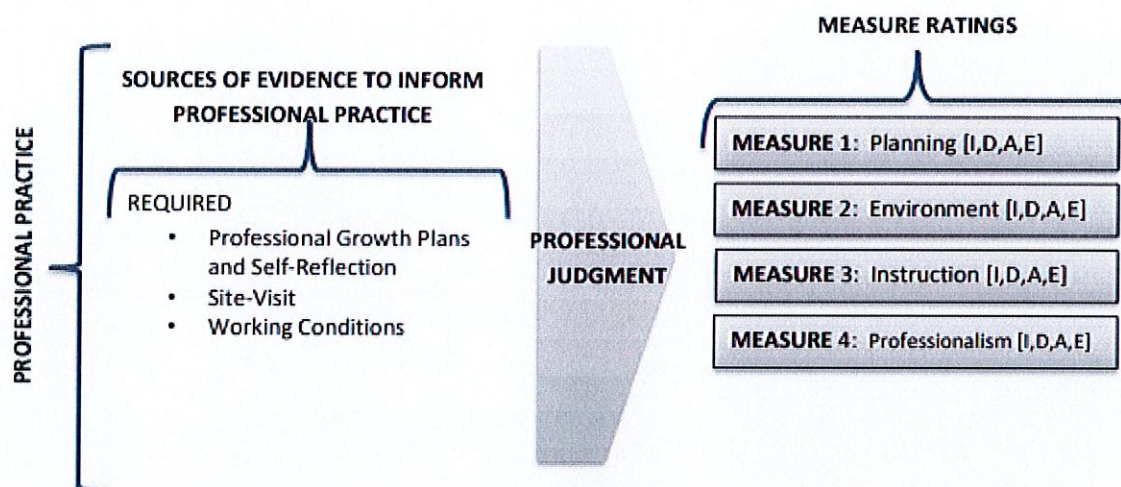 PROFESSIONAL PRACTICE
SOURCES OF EVIDENCE TO INFORM
PROFESSIONAL PRACTICE
REQUIRED
• Professional Growth Plans
and Self-Reflection
• Site-Visit
• Working Conditions
PROFESSIONAL
JUDGMENT
MEASURE RATINGS
MEASURE 1: Planning [I,D,A,E]
MEASURE 2: Environment [I,D,A,E]
MEASURE 3: Instruction [I,D,A,E]
MEASURE 4: Professionalism [I,D,A,E]